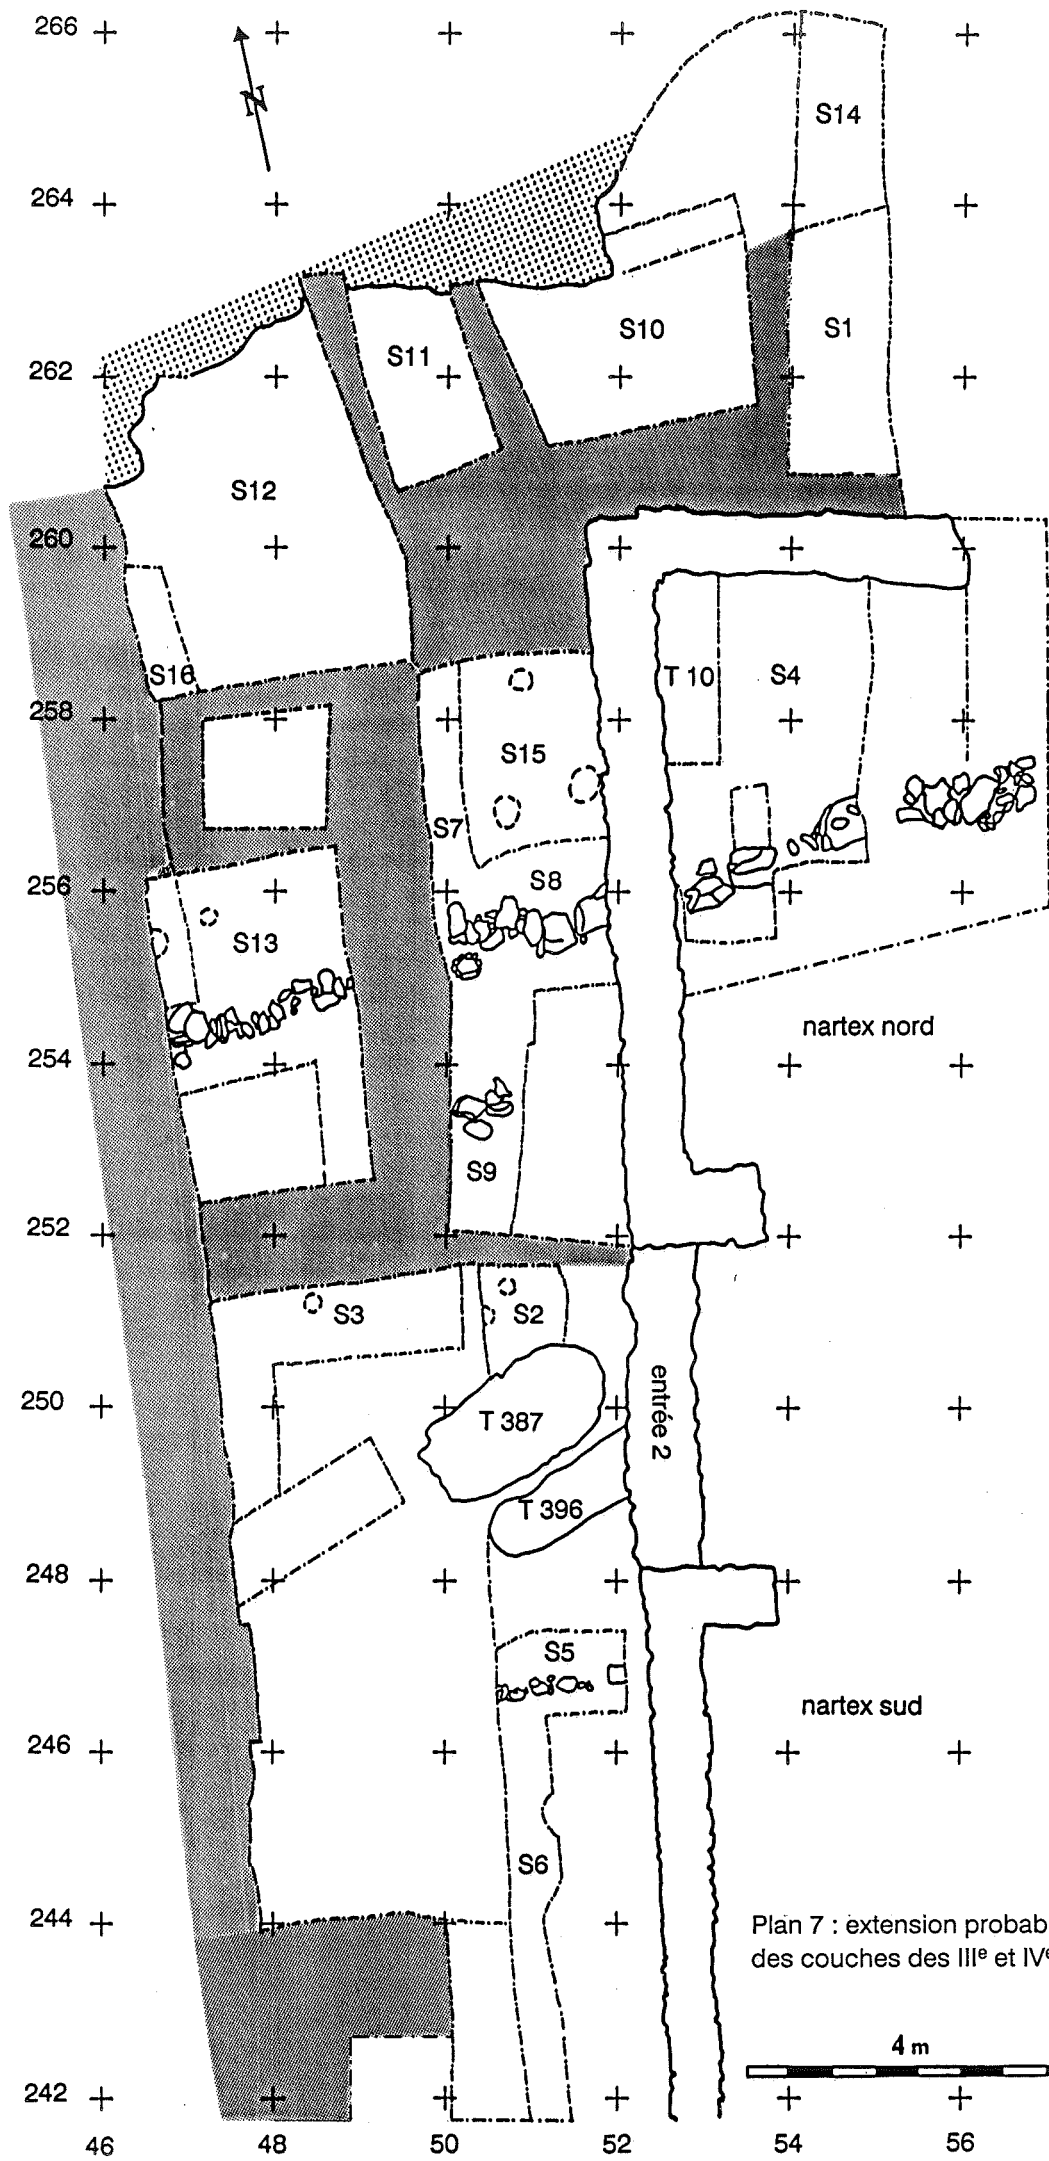 266
N
S14
264
S10
S1
S11
262
S12
260
S16
T 10
S4
258
S15
S7
S8
256
S13
nartex nord
254
S9
252
S3
S2
entrée 2
250
T 387
T 396
248
S5
nartex sud
246
S6
244
Plan 7 : extension probab
des couches des IIIe et IVe
4 m
242
46 48 50 52 54 56